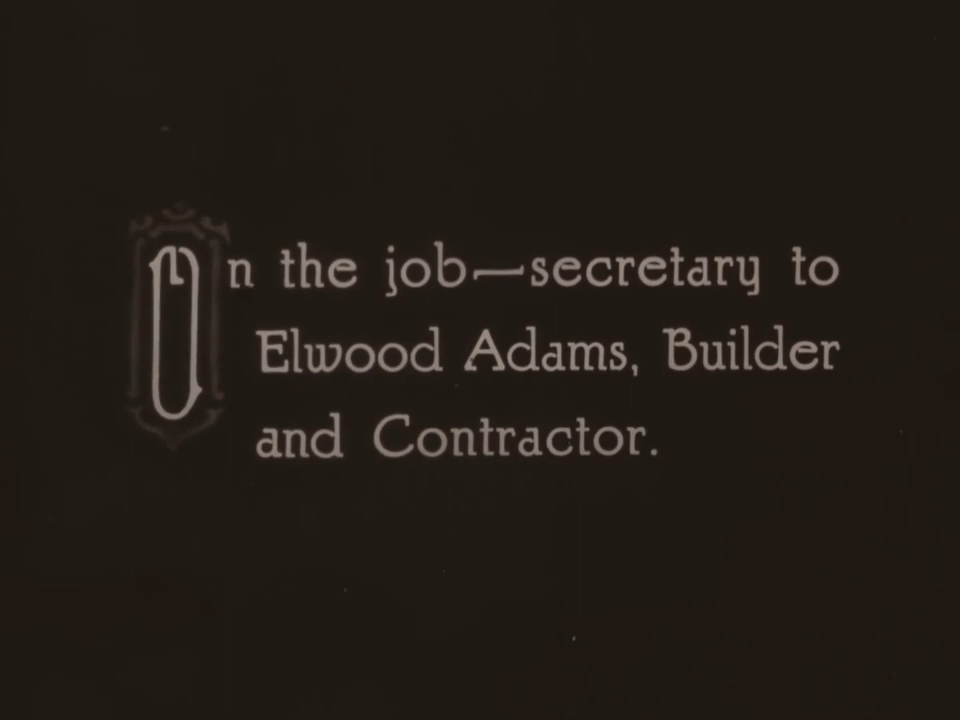 On the job—secretary to
Elwood Adams, Builder
and Contractor.